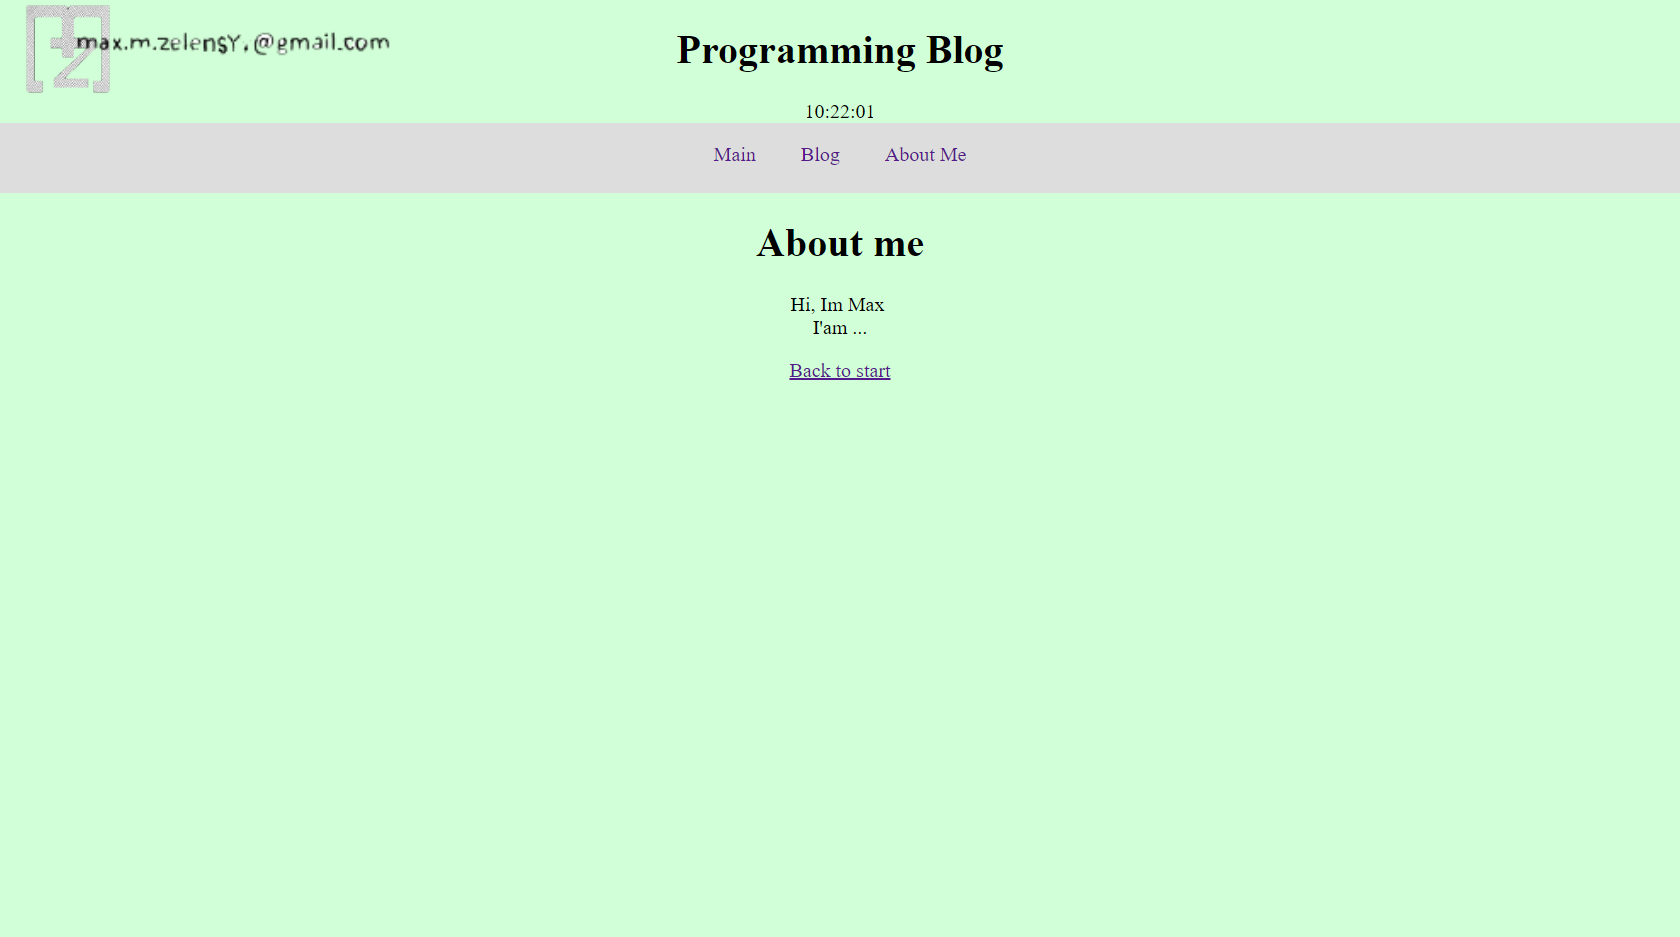 max.m.zelensy.@gmail.com
Programming Blog
10:22:01
Main Blog About Me
About me
Hi, Im Max
I'am ...
Back to start